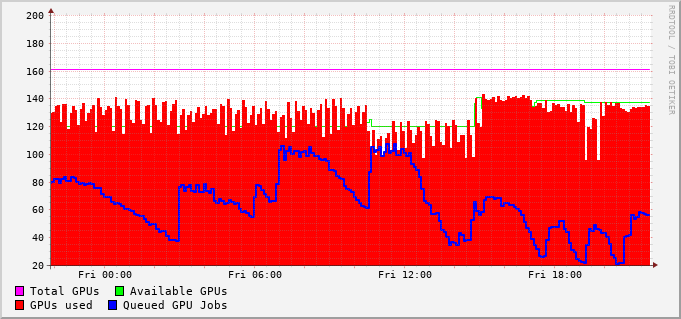 200
180
160
140
120
100
80
60
40
20
Fri 00:00 Fri 06:00 Fri 12:00 Fri 18:00
Total GPUs Available GPUs
GPUs used Queued GPU Jobs
RRDTOOL / TOBI OETIKER